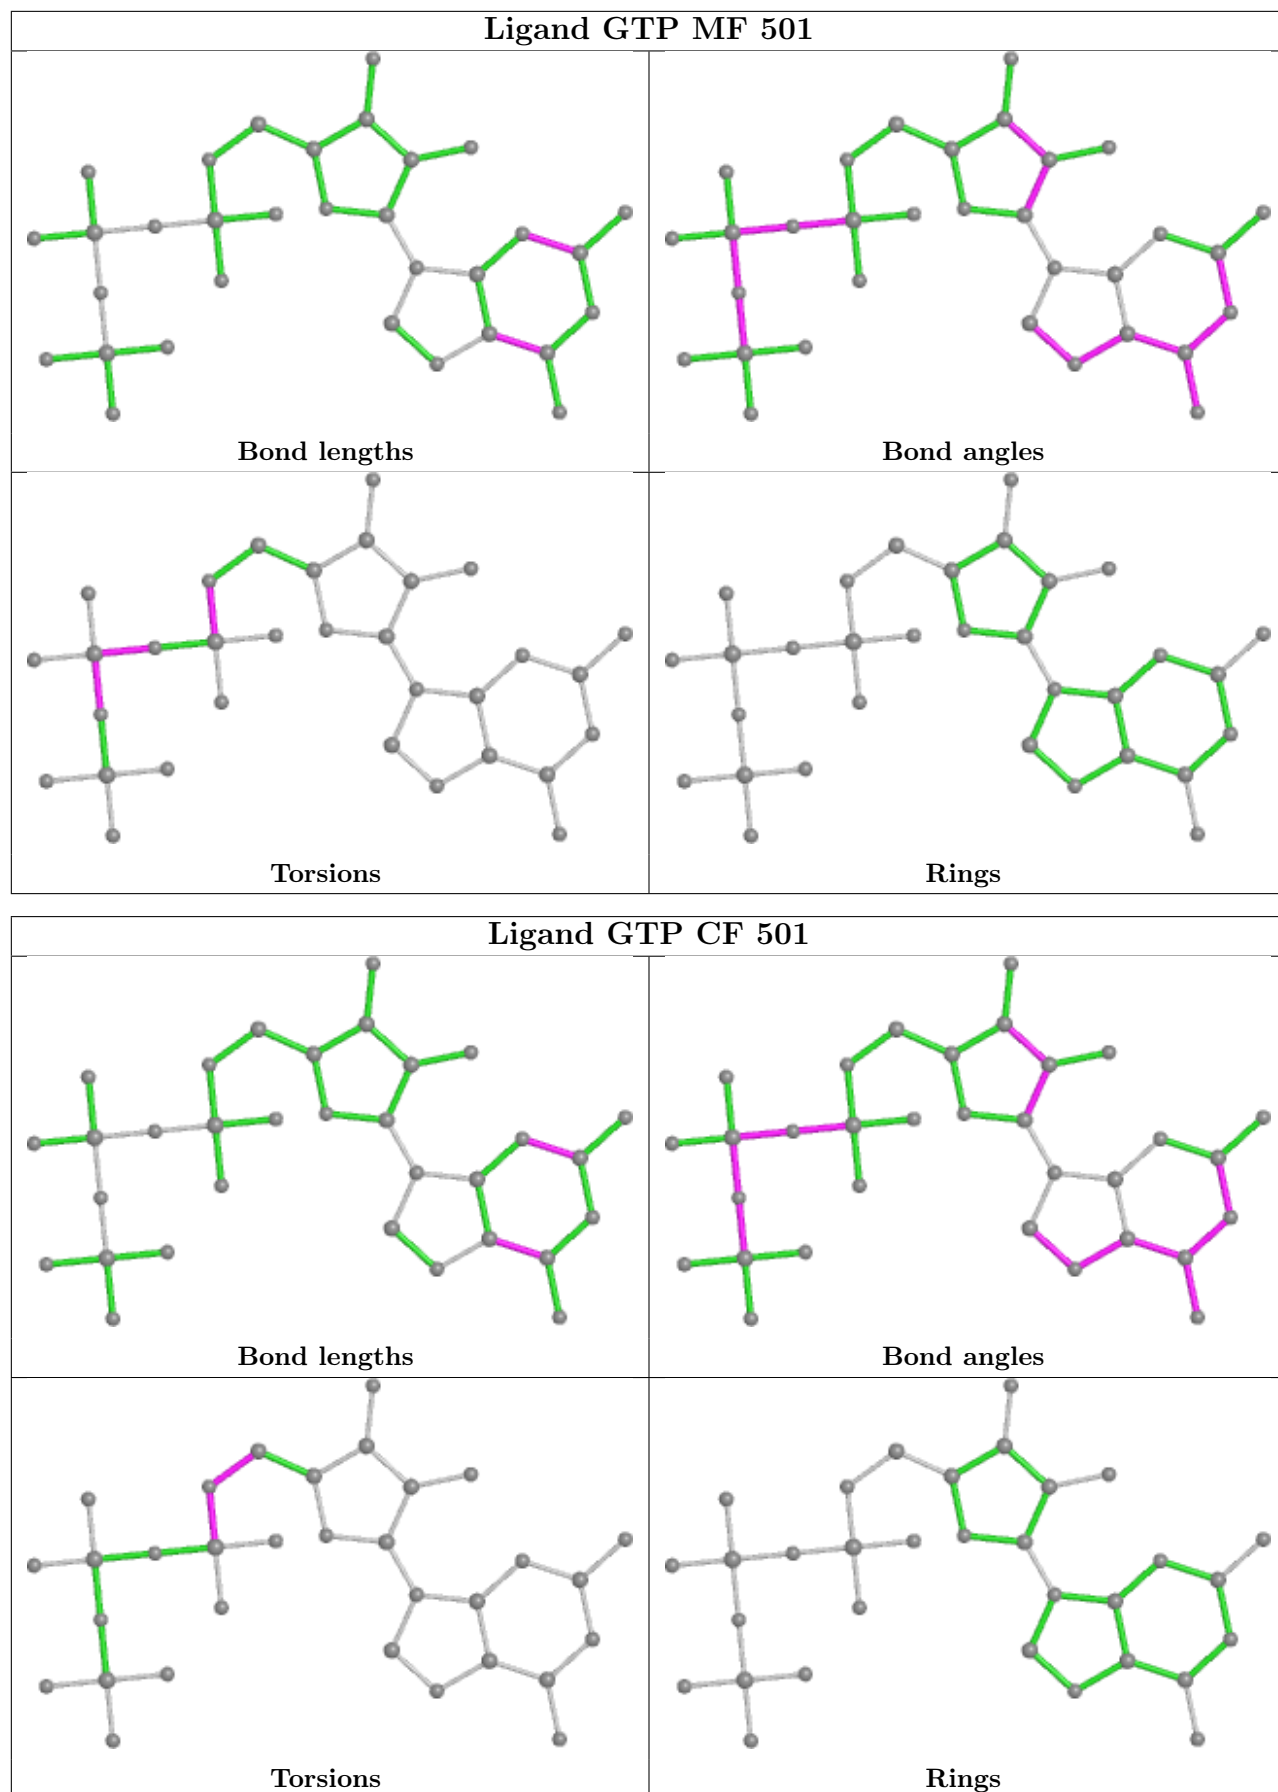 Ligand GTP MF 501
Bond lengths
Bond angles
Torsions
Rings
Ligand GTP CF 501
Bond lengths
Bond angles
Torsions
Rings